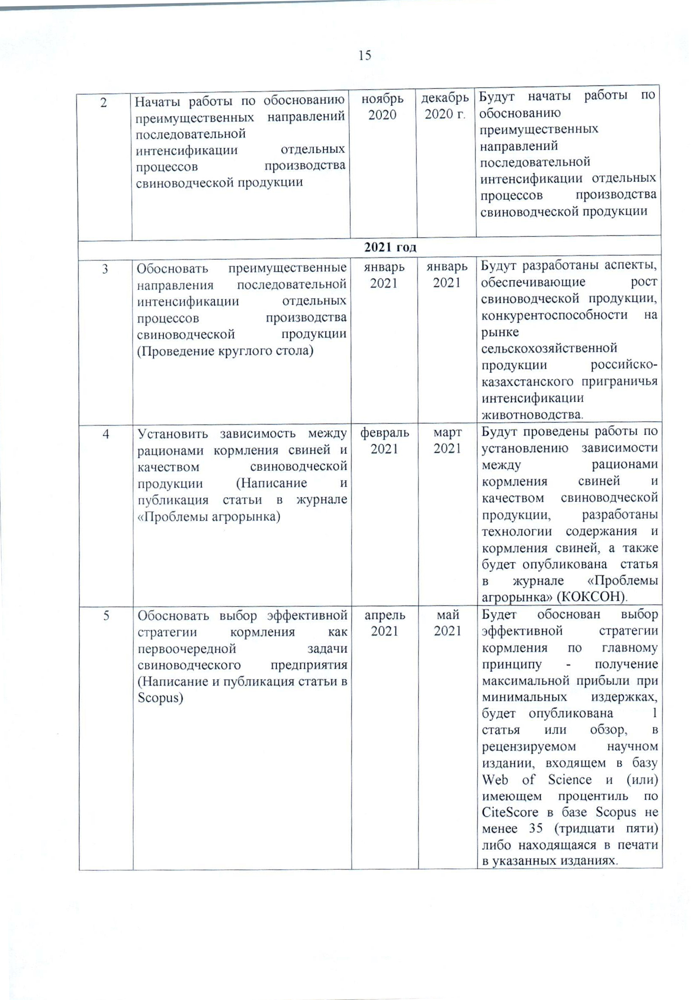 15
2
Начаты работы по обоснованию
преимущественных направлений
последовательной
интенсификации отдельных
процессов производства
свиноводческой продукции
ноябрь
2020
декабрь
2020 г.
Будут начаты работы по
обоснованию
преимущественных
направлений
последовательной
интенсификации отдельных
процессов производства
свиноводческой продукции
2021 год
3
Обосновать преимущественные
направления последовательной
интенсификации отдельных
процессов производства
свиноводческой продукции
(Проведение круглого стола)
январь
2021
январь
2021
Будут разработаны аспекты,
обеспечивающие рост
свиноводческой продукции,
конкурентоспособности на
рынке
сельскохозяйственной
продукции российско-
казахстанского приграничья
интенсификации
животноводства.
4
Установить зависимость между
рационами кормления свиней и
качеством свиноводческой
продукции (Написание и
публикация статьи в журнале
«Проблемы агрорынка)
февраль
2021
март
2021
Будут проведены работы по
установлению зависимости
между рационами
кормления свиней и
качеством свиноводческой
продукции, разработаны
технологии содержания и
кормления свиней, а также
будет опубликована статья
в журнале «Проблемы
агрорынка» (КОКСОН).
5
Обосновать выбор эффективной
стратегии кормления как
первоочередной задачи
свиноводческого предприятия
(Написание и публикация статьи в
Scopus)
апрель
2021
май
2021
Будет обоснован выбор
эффективной стратегии
кормления по главному
принципу - получение
максимальной прибыли при
минимальных издержках,
будет опубликована 1
статья или обзор, в
рецензируемом научном
издании, входящем в базу
Web of Science и (или)
имеющем процентиль по
CiteScore в базе Scopus не
менее 35 (тридцати пяти)
либо находящаяся в печати
в указанных изданиях.